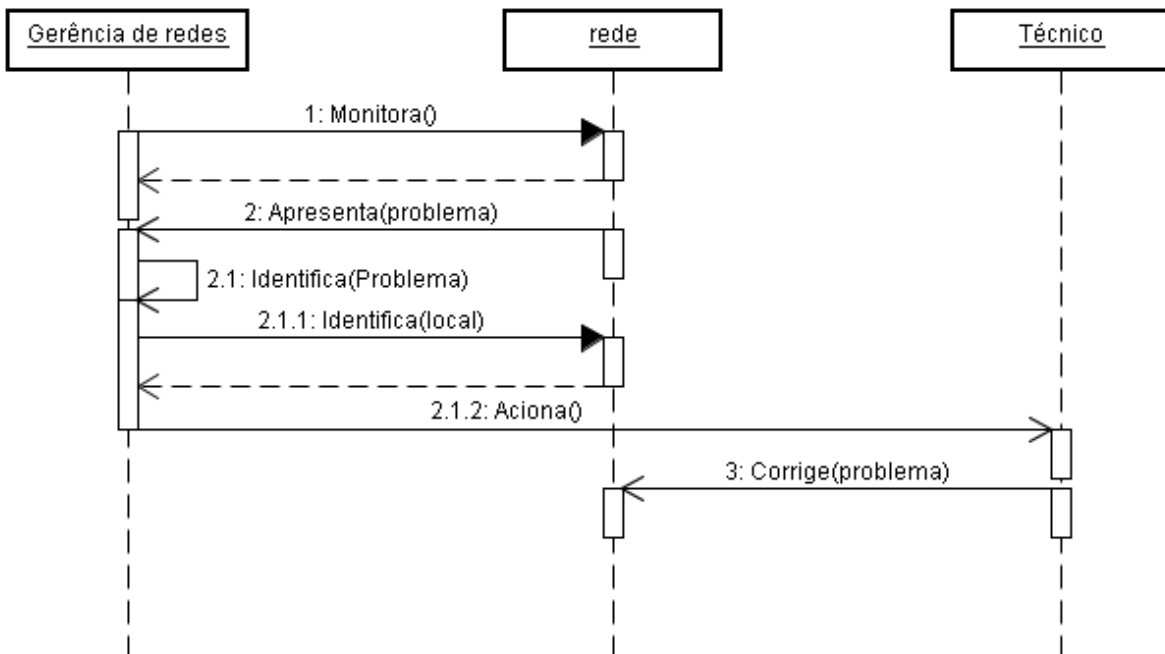 Gerência de redes
rede
Técnico
1: Monitora()
2: Apresenta(problema)
2.1: Identifica(Problema)
2.1.1: Identifica(local)
2.1.2: Aciona()
3: Corrige(problema)